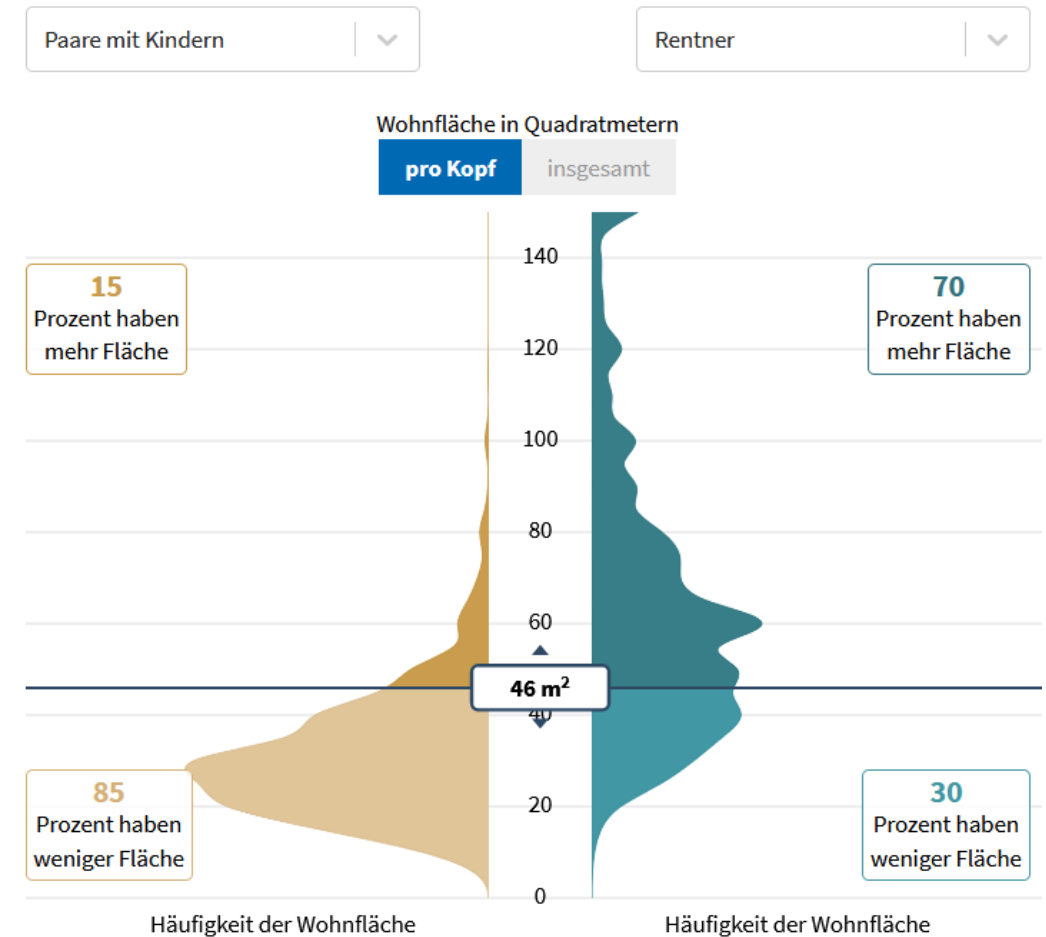 Paare mit Kindern
Rentner
Wohnfläche in Quadratmetern
pro Kopf
insgesamt
140
15
Prozent haben
mehr Fläche
70
Prozent haben
mehr Fläche
120
100
80
60
46 m²
40
85
Prozent haben
weniger Fläche
30
Prozent haben
weniger Fläche
20
0
Häufigkeit der Wohnfläche
Häufigkeit der Wohnfläche